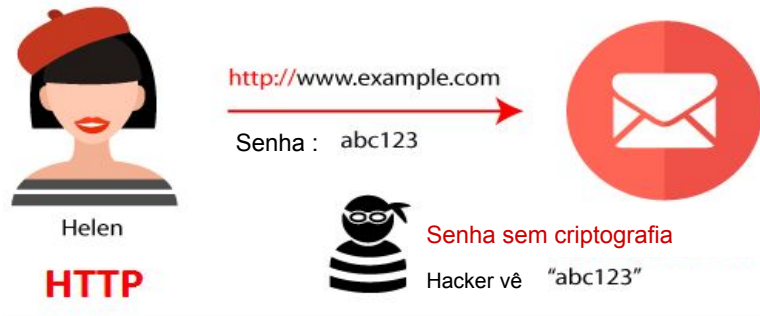 http://www.example.com
Senha : abc123
Helen
HTTP
Senha sem criptografia
Hacker vê "abc123"